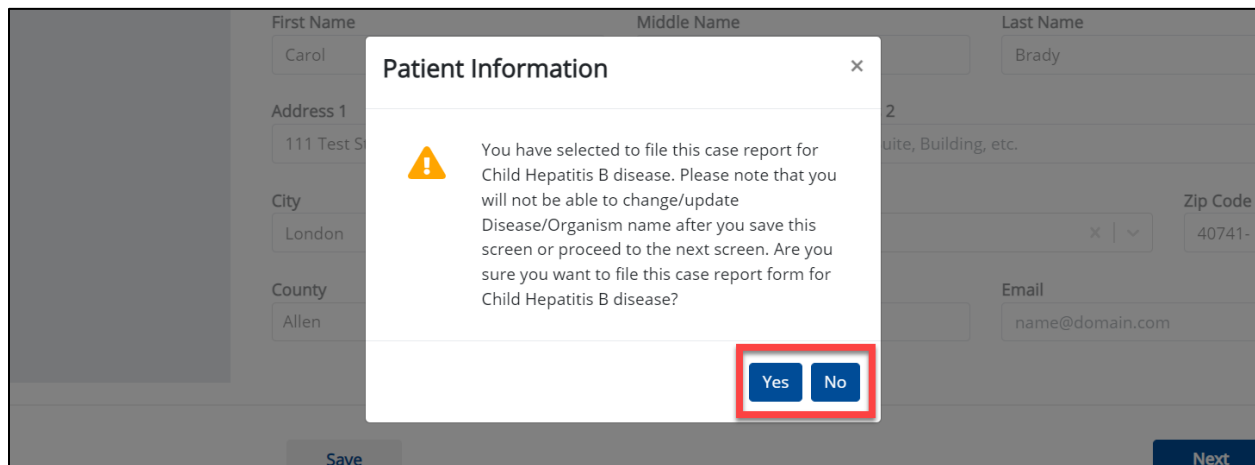 First Name Middle Name Last Name
Carol Brady
Patient Information ×
Address 1 2
111 Test St uite, Building, etc.
You have selected to file this case report for
Child Hepatitis B disease. Please note that you
will not be able to change/update
Disease/Organism name after you save this
screen or proceed to the next screen. Are you
sure you want to file this case report form for
Child Hepatitis B disease?
City Zip Code
London 40741-
County Email
Allen name@domain.com
Yes No
Save Next